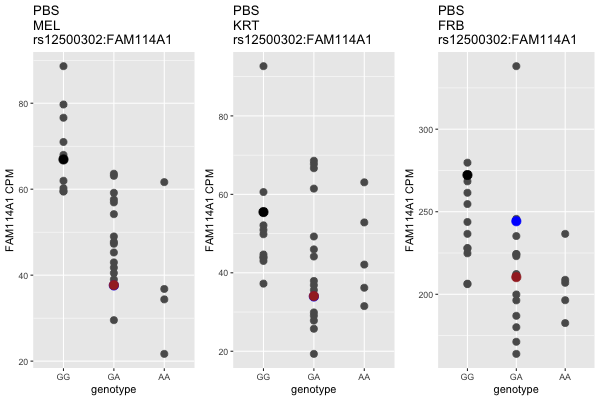 PBS
MEL
rs12500302:FAM114A1
FAM114A1 CPM
80
60
40
20
GG GA AA
genotype
PBS
KRT
rs12500302:FAM114A1
FAM114A1 CPM
80
60
40
20
GG GA AA
genotype
PBS
FRB
rs12500302:FAM114A1
FAM114A1 CPM
300
250
200
GG GA AA
genotype